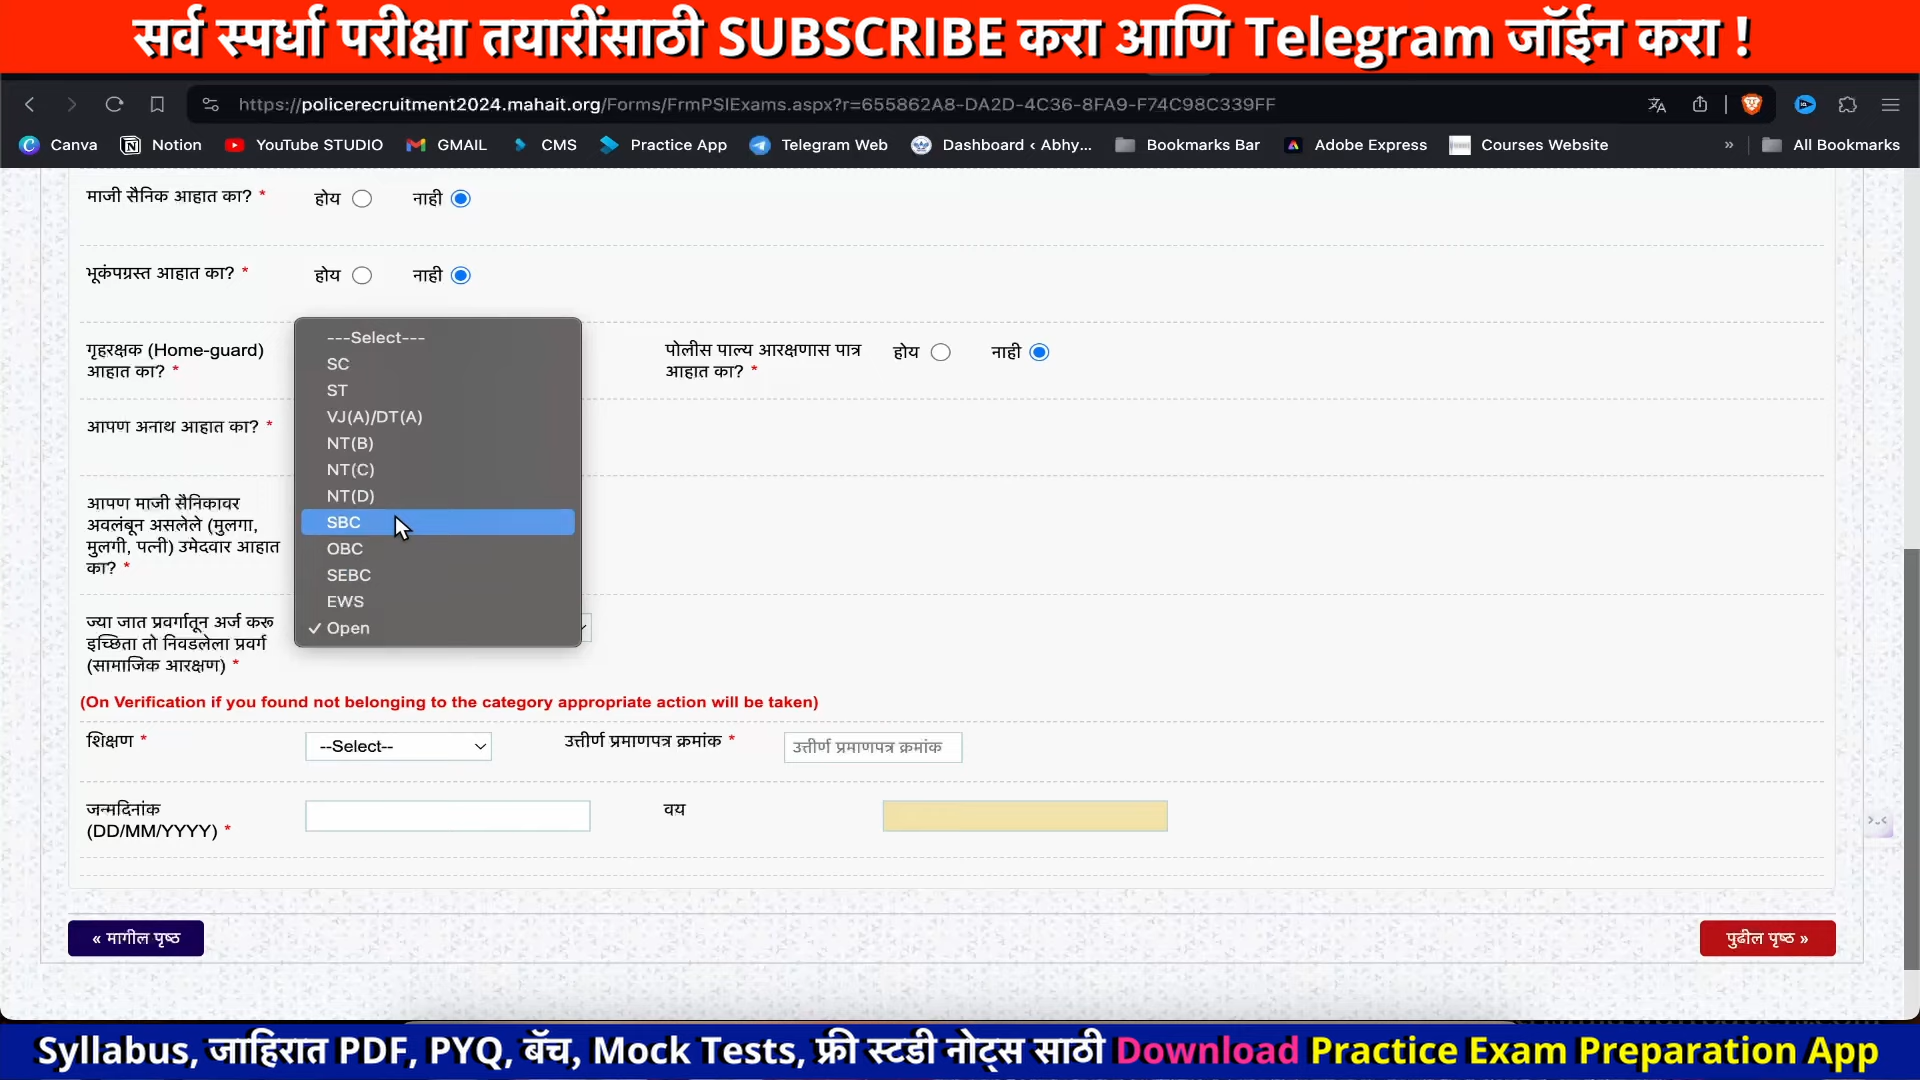 सर्व स्पर्धा परीक्षा तयारींसाठी SUBSCRIBE करा आणि Telegram जॉईन करा !
https://policerecruitment2024.mahait.org/Forms/FrmPSIExams.aspx?r=655862A8-DA2D-4C36-8FA9-F74C98C339FF
Canva Notion YouTube STUDIO GMAIL CMS Practice App Telegram Web Dashboard ‹ Abhy... Bookmarks Bar Adobe Express Courses Website » All Bookmarks
माजी सैनिक आहात का? * होय नाही
भूकंपग्रस्त आहात का? * होय नाही
गृहरक्षक (Home-guard)
आहात का? *
पोलीस पाल्य आरक्षणास पात्र
आहात का? *
होय नाही
आपण अनाथ आहात का? *
आपण माजी सैनिकावर
अवलंबून असलेले (मुलगा,
मुलगी, पत्नी) उमेदवार आहात
का? *
---Select---
SC
ST
VJ(A)/DT(A)
NT(B)
NT(C)
NT(D)
SBC
OBC
SEBC
EWS
✓ Open
ज्या जात प्रवर्गातून अर्ज करू
इच्छिता तो निवडलेला प्रवर्ग
(सामाजिक आरक्षण) *
(On Verification if you found not belonging to the category appropriate action will be taken)
शिक्षण * --Select-- उत्तीर्ण प्रमाणपत्र क्रमांक * उत्तीर्ण प्रमाणपत्र क्रमांक
जन्मदिनांक
(DD/MM/YYYY) *
वय
« मागील पृष्ठ पुढील पृष्ठ »
Syllabus, जाहिरात PDF, PYQ, बॅच, Mock Tests, फ्री स्टडी नोट्स साठी Download Practice Exam Preparation App